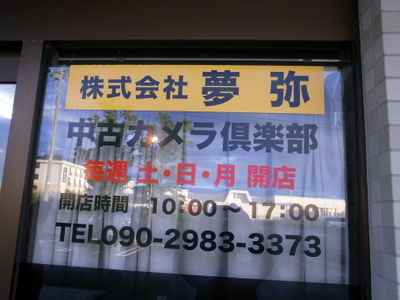 株式会社 夢弥
中古カメラ倶楽部
毎週 土・日・月 開店
開店時間 10:00～17:00
TEL090-2983-3373